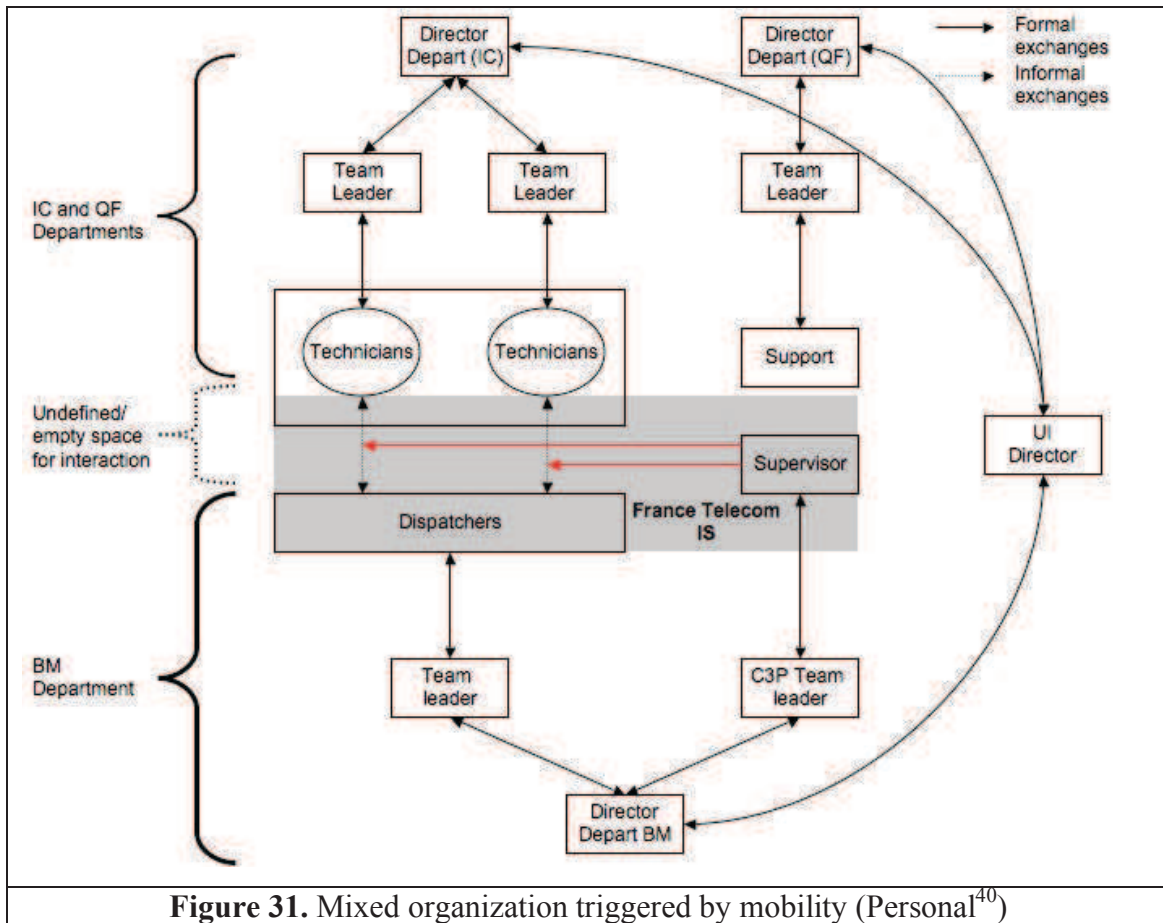 Director
Depart (IC)
Director
Depart (QF)
Formal
exchanges
Informal
exchanges
Team
Leader
Team
Leader
Team
Leader
IC and QF
Departments
Technicians
Technicians
Support
Undefined/
empty space
for interaction
UI
Director
Supervisor
Dispatchers
France Telecom
IS
BM
Department
Team
leader
C3P Team
leader
Director
Depart BM
Figure 31. Mixed organization triggered by mobility (Personal40)